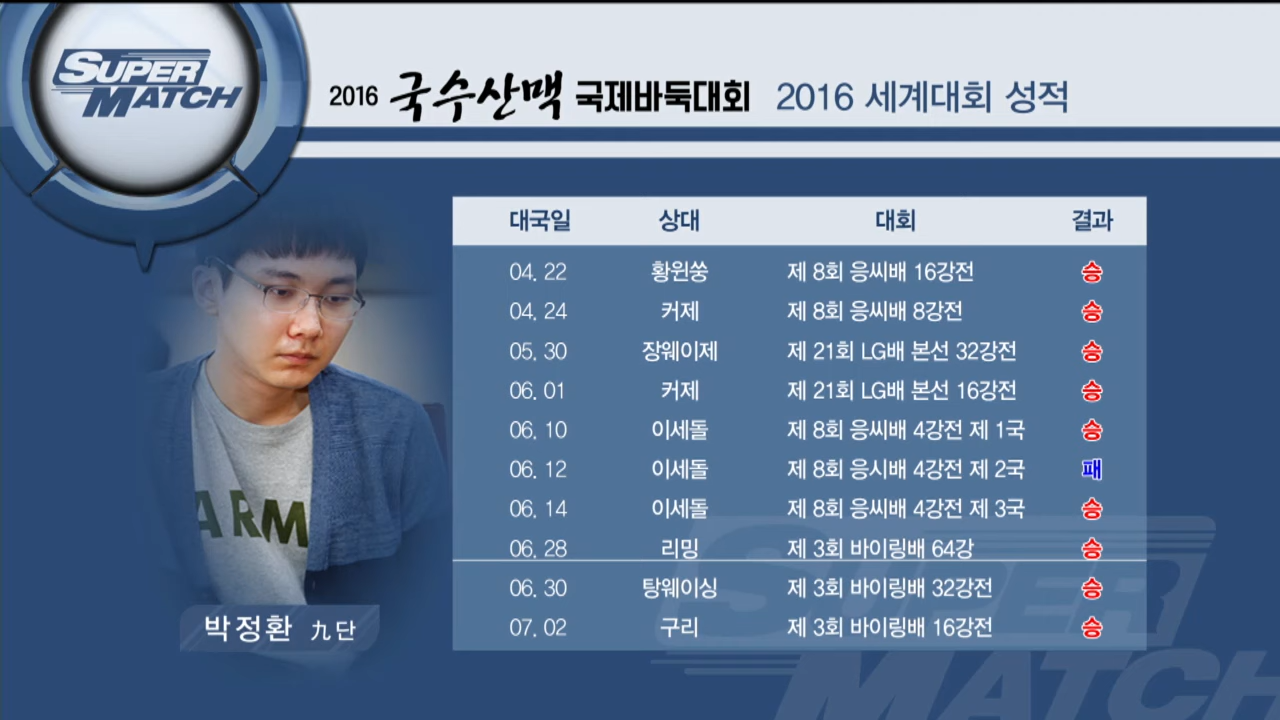 SUPER
MATCH
2016 국수산맥 국제바둑대회 2016 세계대회 성적
대국일 상대 대회 결과
04. 22 황윈쑹 제 8회 응씨배 16강전 승
04. 24 커제 제 8회 응씨배 8강전 승
05. 30 장웨이제 제 21회 LG배 본선 32강전 승
06. 01 커제 제 21회 LG배 본선 16강전 승
06. 10 이세돌 제 8회 응씨배 4강전 제 1국 승
06. 12 이세돌 제 8회 응시배 4강전 제 2국 패
06. 14 이세돌 제 8회 응씨배 4강전 제 3국 승
06. 28 리밍 제 3회 바이링배 64강 승
06. 30 탕웨이싱 제 3회 바이링배 32강전 승
07. 02 구리 제 3회 바이링배 16강전 승
ARM
박정환 九단
SUPER
MATCH